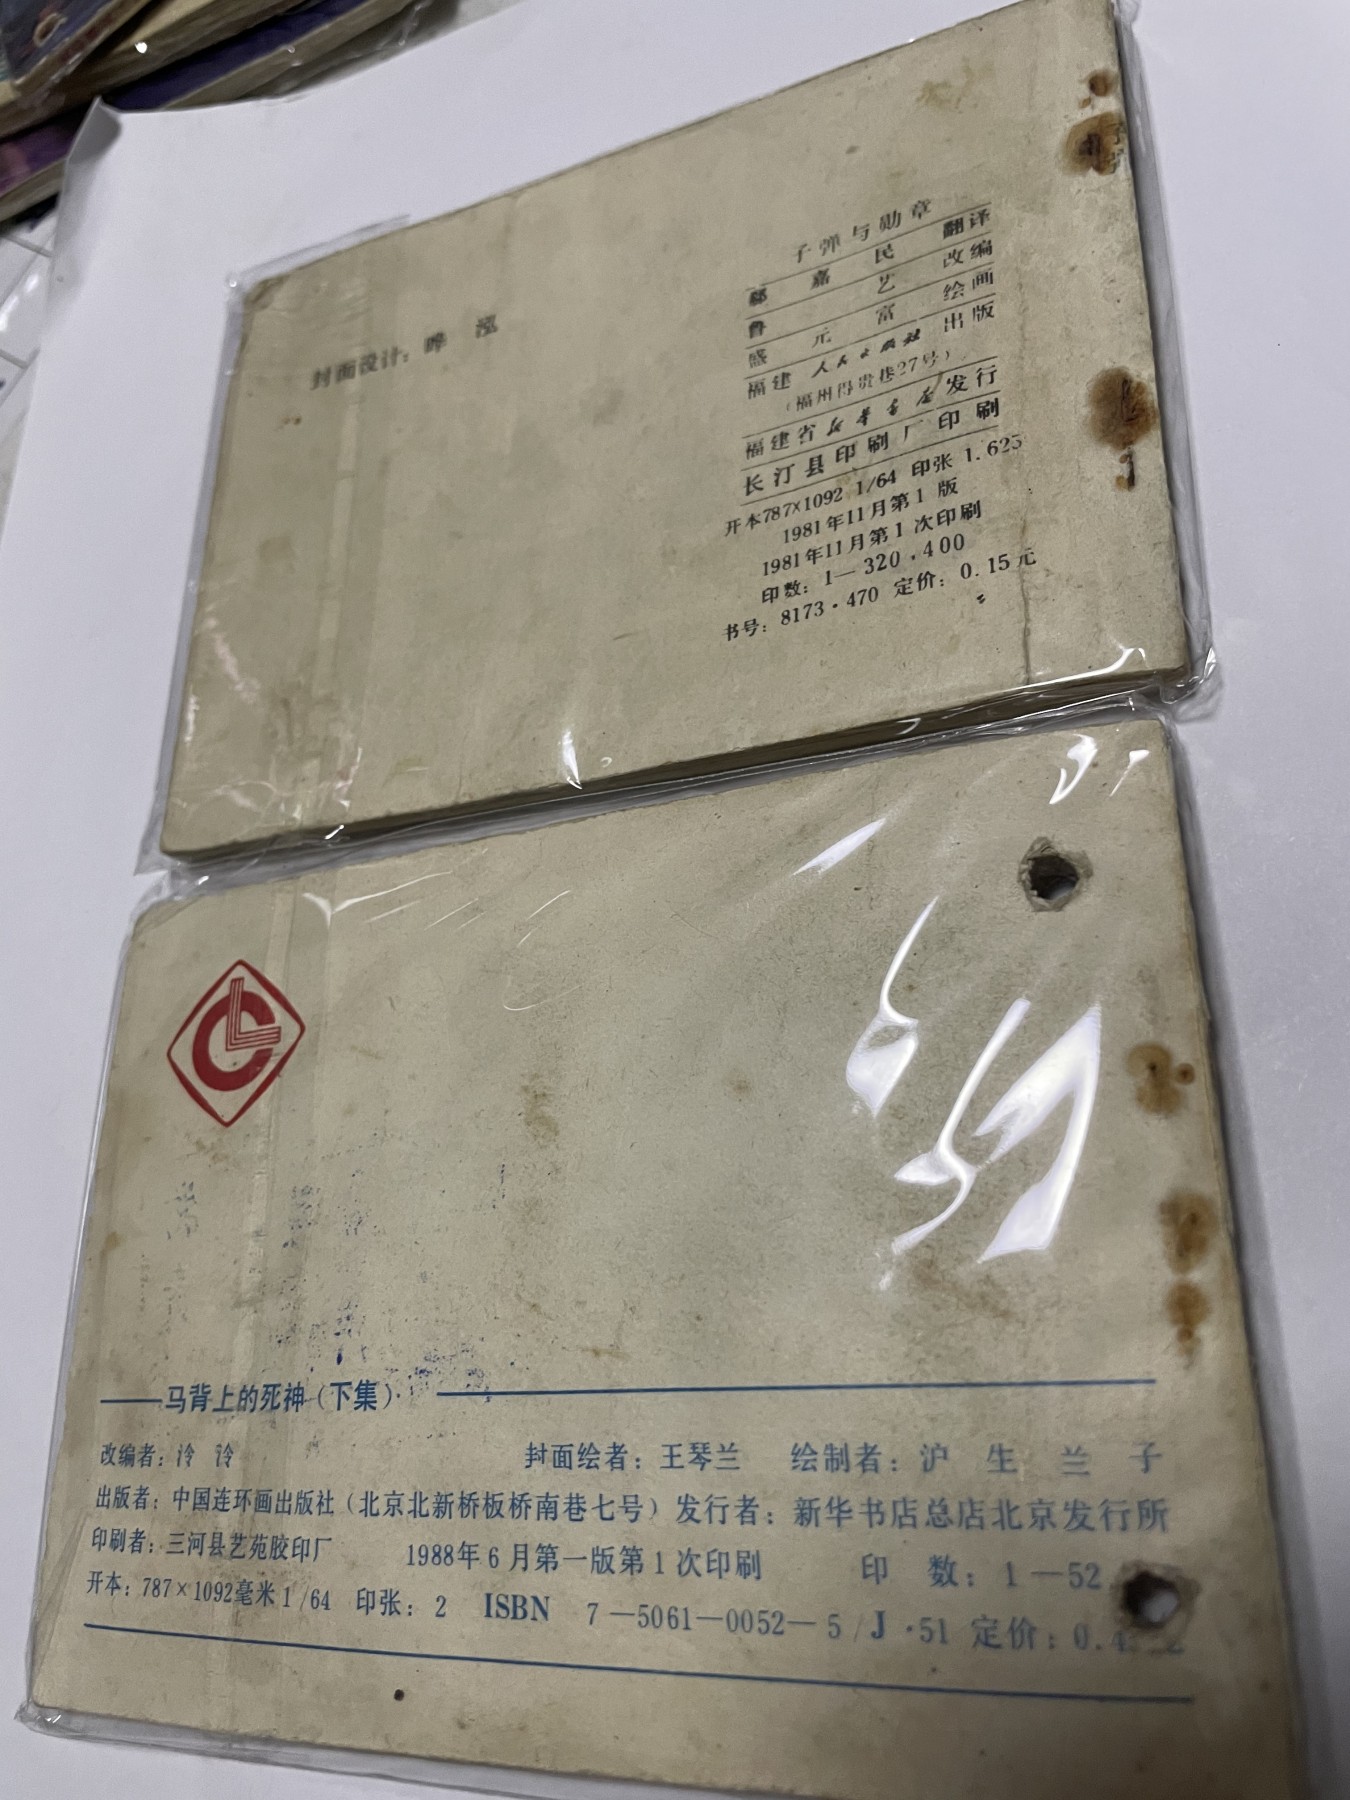 子弹与勋章
嘉民 翻译
鲁艺 改编
盛元富 绘画
福建人民出版社 出版
（福州得贵巷27号）
福建省新华书店发行
长汀县印刷厂印刷
开本787×1092 1/64 印张 1.625
1981年11月第1版
1981年11月第1次印刷
印数：1—320,400
书号：8173·470 定价：0.15元
封面设计：晔 泓
马背上的死神（下集）
改编者：泠 泠 封面绘者：王琴兰 绘制者：沪 生 兰 子
出版者：中国连环画出版社（北京北新桥板桥南巷七号）发行者：新华书店总店北京发行所
印刷者：三河县艺苑胶印厂 1988年6月第一版第1次印刷 印 数：1—52
开本：787×1092毫米1/64 印张：2 ISBN 7—5061—0052—5/J·51 定价：0.4